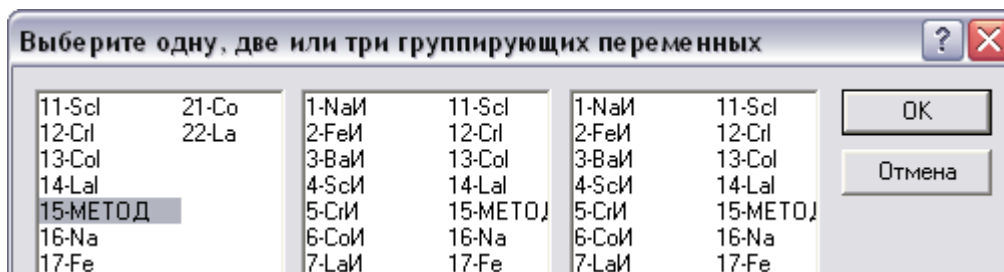 Выберите одну, две или три группирующих переменных
11-ScI 21-Co 1-NaИ 11-ScI 1-NaИ 11-ScI OK
12-CrI 22-La 2-FeИ 12-CrI 2-FeИ 12-CrI
13-CoI 3-BaИ 13-CoI 3-BaИ 13-CoI
14-LaI 4-ScИ 14-LaI 4-ScИ 14-LaI Отмена
15-МЕТОД 5-CrИ 15-МЕТОД 5-CrИ 15-МЕТОД
16-Na 6-CoИ 16-Na 6-CoИ 16-Na
17-Fe 7-LaИ 17-Fe 7-LaИ 17-Fe